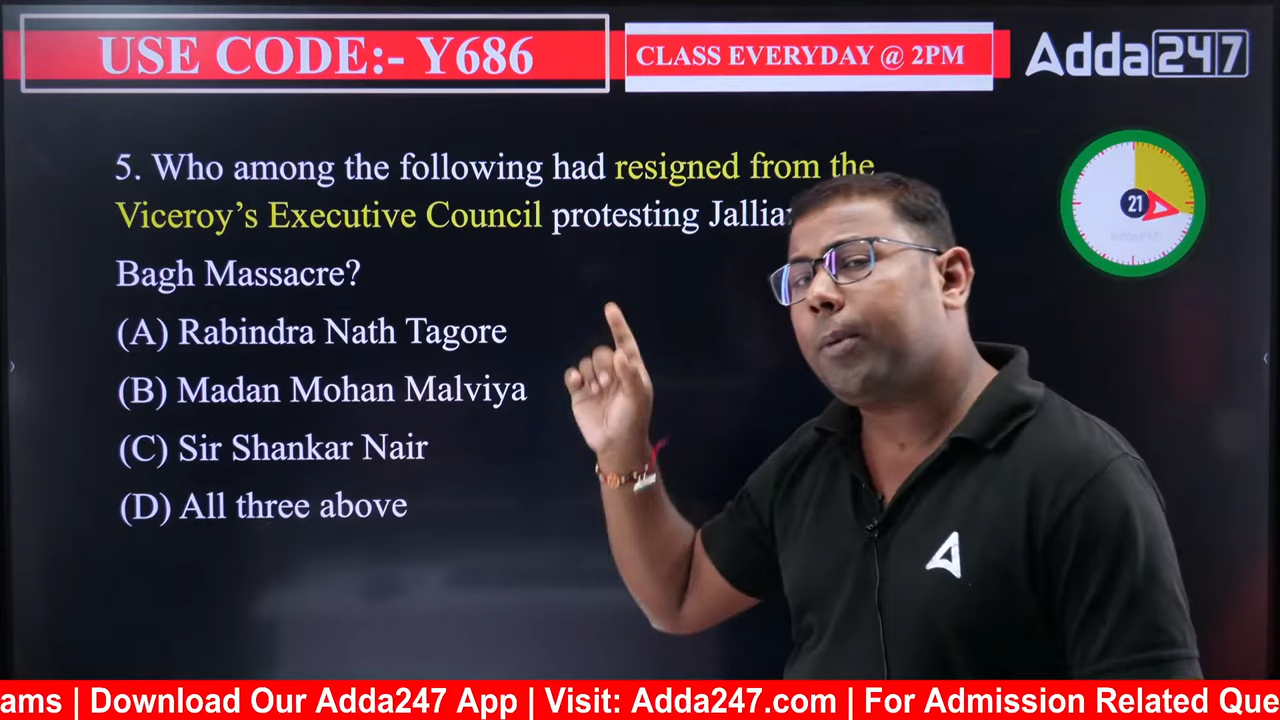 USE CODE:- Y686
CLASS EVERYDAY @ 2PM
Adda247
5. Who among the following had resigned from the
Viceroy's Executive Council protesting
Bagh Massacre?
(A) Rabindra Nath Tagore
(B) Madan Mohan Malviya
(C) Sir Shankar Nair
(D) All three above
21
ams | Download Our Adda247 App | Visit: Adda247.com | For Admission Related Que